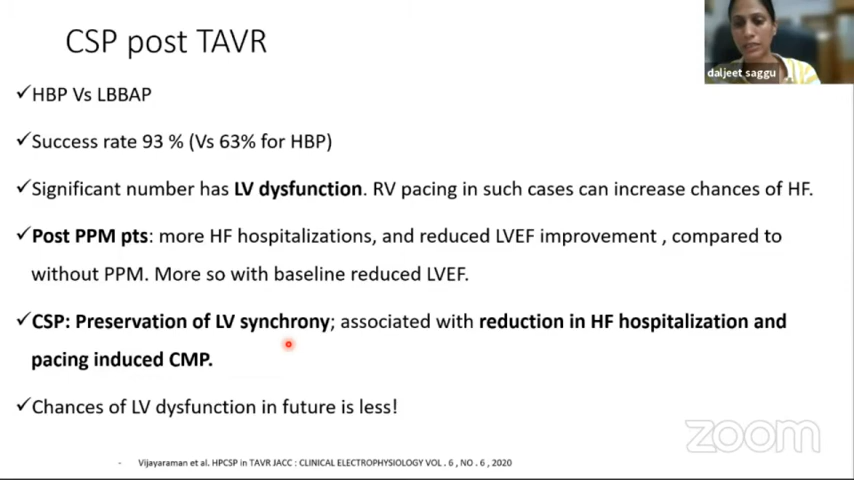 CSP post TAVR
daljeet saggu
✓HBP Vs LBBAP
✓Success rate 93 % (Vs 63% for HBP)
✓Significant number has LV dysfunction. RV pacing in such cases can increase chances of HF.
✓Post PPM pts: more HF hospitalizations, and reduced LVEF improvement , compared to
without PPM. More so with baseline reduced LVEF.
✓CSP: Preservation of LV synchrony; associated with reduction in HF hospitalization and
pacing induced CMP.
✓Chances of LV dysfunction in future is less!
zoom
- Vijayaraman et al. HPCSP in TAVR JACC : CLINICAL ELECTROPHYSIOLOGY VOL . 6 , NO . 6 , 2020